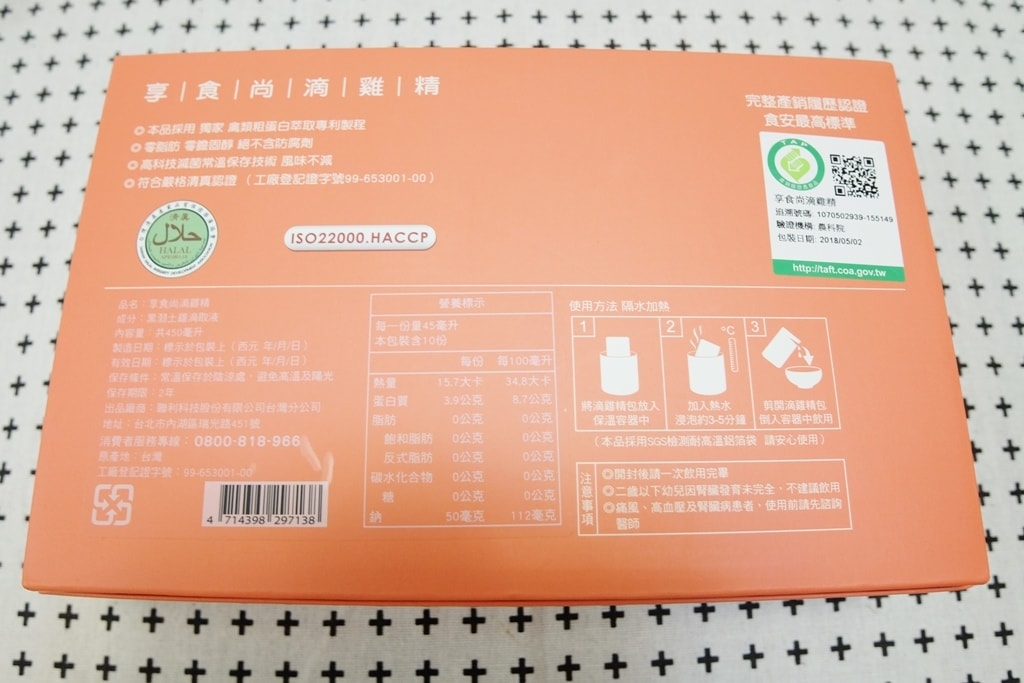 享｜食｜尚｜滴｜雞｜精
◎本品採用 獨家 禽類粗蛋白萃取專利製程
◎零脂肪 零膽固醇 絕不含防腐劑
◎高科技滅菌常溫保存技術 風味不減
◎符合嚴格清真認證 （工廠登記證字號99-653001-00）
清真
حلال
HALAL
ISO22000.HACCP
完整產銷履歷認證
食安最高標準
TAP
享食尚滴雞精
追溯號碼: 1070502939-155149
驗證機構: 農科院
包裝日期: 2018/05/02
http://taft.coa.gov.tw
品名：享食尚滴雞精
成分：黑羽土雞滴取液
內容量：共450毫升
製造日期：標示於包裝上（西元 年/月/日）
有效日期：標示於包裝上（西元 年/月/日）
保存條件：常溫保存於陰涼處，避免高溫及陽光
保存期限：2年
出品廠商：聯利科技股份有限公司台灣分公司
地址：台北市內湖區瑞光路451號
消費者服務專線：0800-818-966
原產地：台灣
工廠登記證字號：99-653001-00
4 714398 297138
營養標示
每一份量45毫升
本包裝含10份
每份 每100毫升
熱量 15.7大卡 34.8大卡
蛋白質 3.9公克 8.7公克
脂肪 0公克 0公克
飽和脂肪 0公克 0公克
反式脂肪 0公克 0公克
碳水化合物 0公克 0公克
糖 0公克 0公克
鈉 50毫克 112毫克
使用方法 隔水加熱
1
將滴雞精包放入
保溫容器中
2
℃
加入熱水
浸泡約3-5分鐘
3
剪開滴雞精包
倒入容器中飲用
（本品採用SGS檢測耐高溫鋁箔袋 請安心使用）
注意事項
◎開封後請一次飲用完畢
◎二歲以下幼兒因腎臟發育未完全，不建議飲用
◎痛風、高血壓及腎臟病患者、使用前請先諮詢
醫師